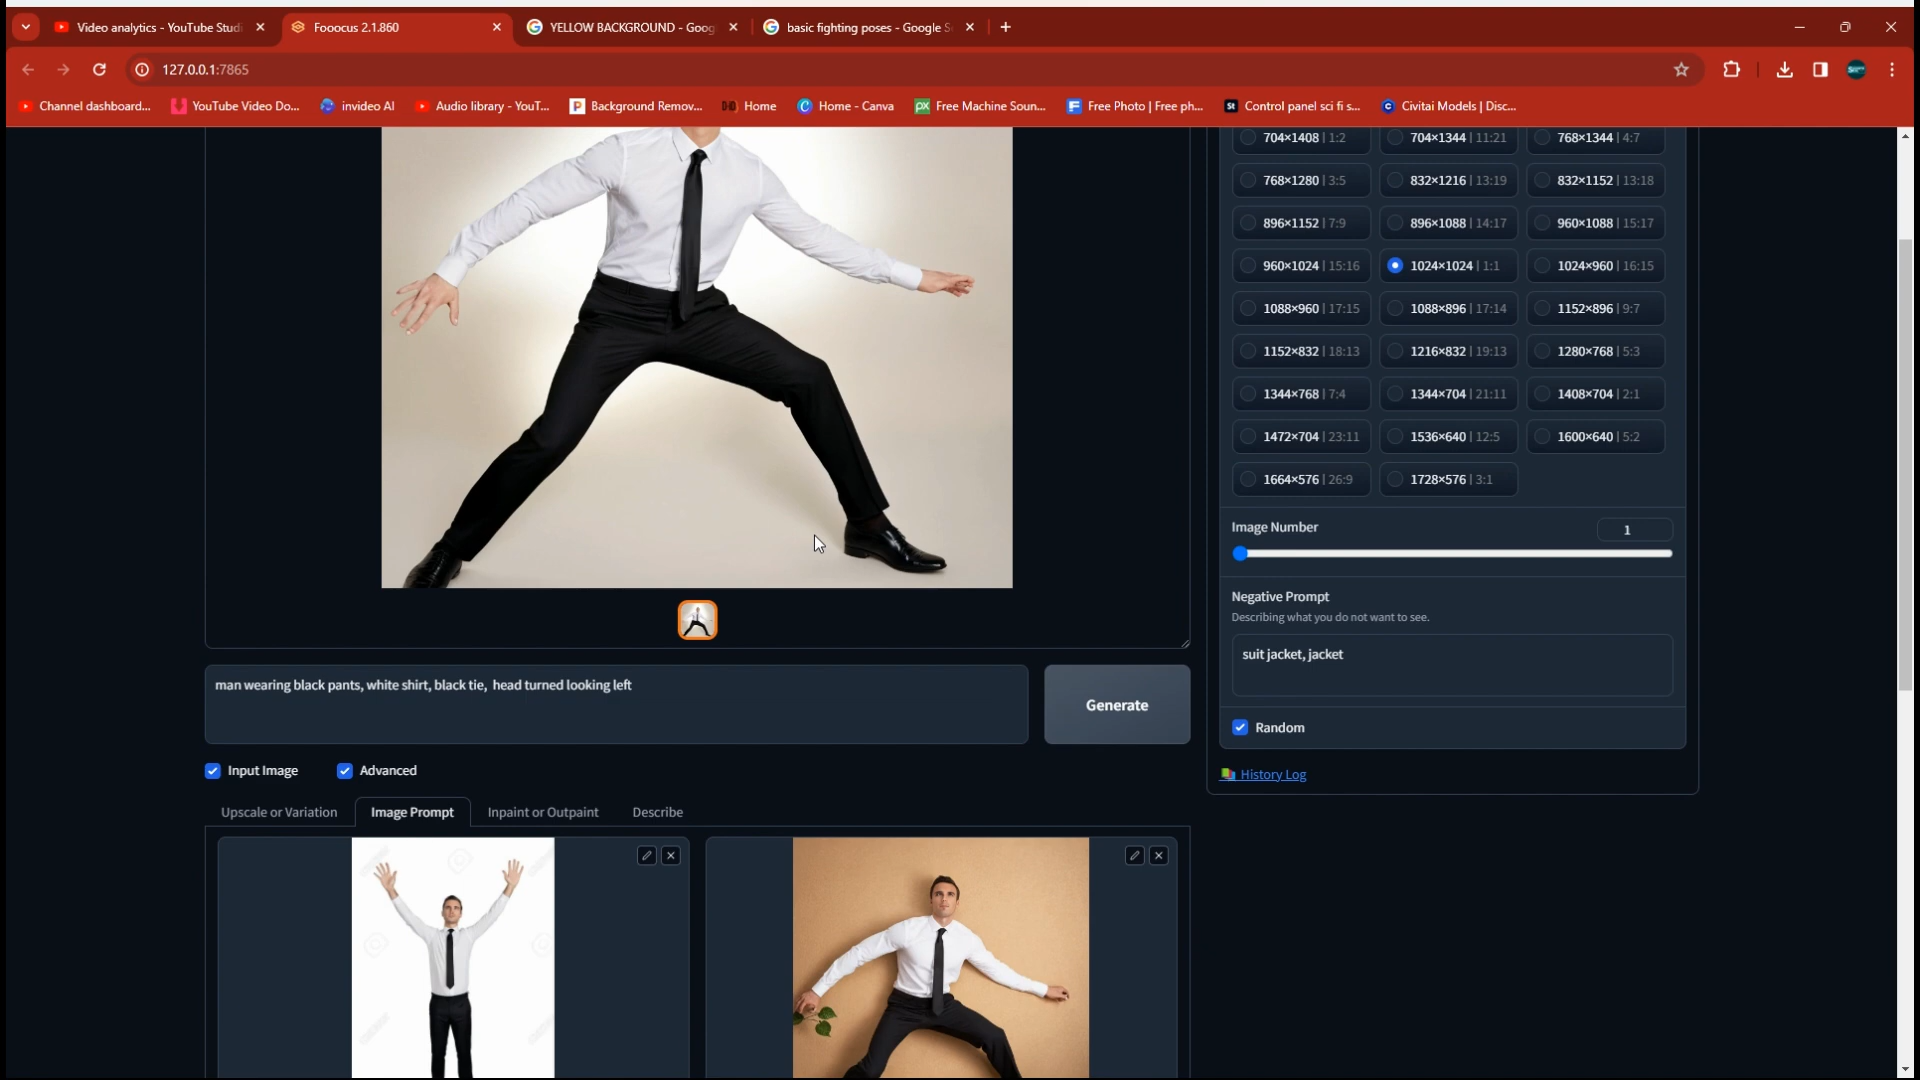 Video analytics - YouTube Studi
Fooocus 2.1.860
YELLOW BACKGROUND - Goog
basic fighting poses - Google S
127.0.0.1:7865
Channel dashboard...
YouTube Video Do...
invideo AI
Audio library - YouT...
Background Remov...
Home
Home - Canva
Free Machine Soun...
Free Photo | Free ph...
Control panel sci fi s...
Civitai Models | Disc...
704×1408 | 1:2
704×1344 | 11:21
768×1344 | 4:7
768×1280 | 3:5
832×1216 | 13:19
832×1152 | 13:18
896×1152 | 7:9
896×1088 | 14:17
960×1088 | 15:17
960×1024 | 15:16
1024×1024 | 1:1
1024×960 | 16:15
1088×960 | 17:15
1088×896 | 17:14
1152×896 | 9:7
1152×832 | 18:13
1216×832 | 19:13
1280×768 | 5:3
1344×768 | 7:4
1344×704 | 21:11
1408×704 | 2:1
1472×704 | 23:11
1536×640 | 12:5
1600×640 | 5:2
1664×576 | 26:9
1728×576 | 3:1
Image Number
1
Negative Prompt
Describing what you do not want to see.
suit jacket, jacket
Random
History Log
man wearing black pants, white shirt, black tie,  head turned looking left
Generate
Input Image
Advanced
Upscale or Variation
Image Prompt
Inpaint or Outpaint
Describe